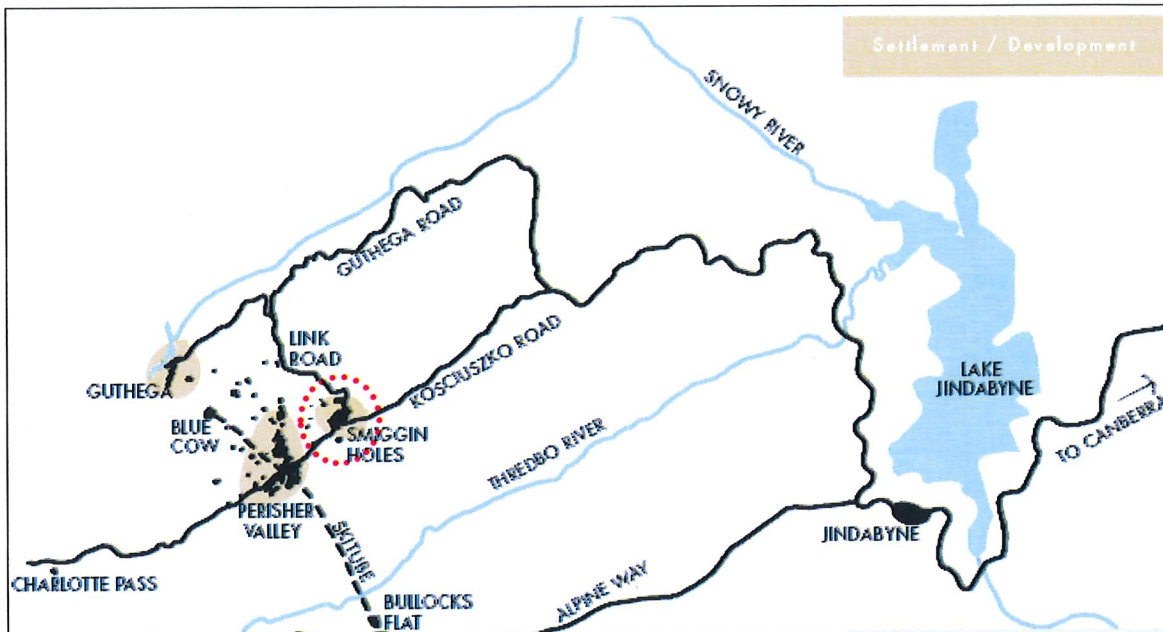 Settlement / Development
SNOWY RIVER
GUTHEGA ROAD
LINK
ROAD
KOSCIUSZKO ROAD
GUTHEGA
BLUE
COW
SMIGGIN
HOLES
LAKE
JINDABYNE
TO CANBERRA
THREDBO RIVER
PERISHER
VALLEY
SKITUBE
JINDABYNE
CHARLOTTE PASS
BULLOCKS
FLAT
ALPINE WAY